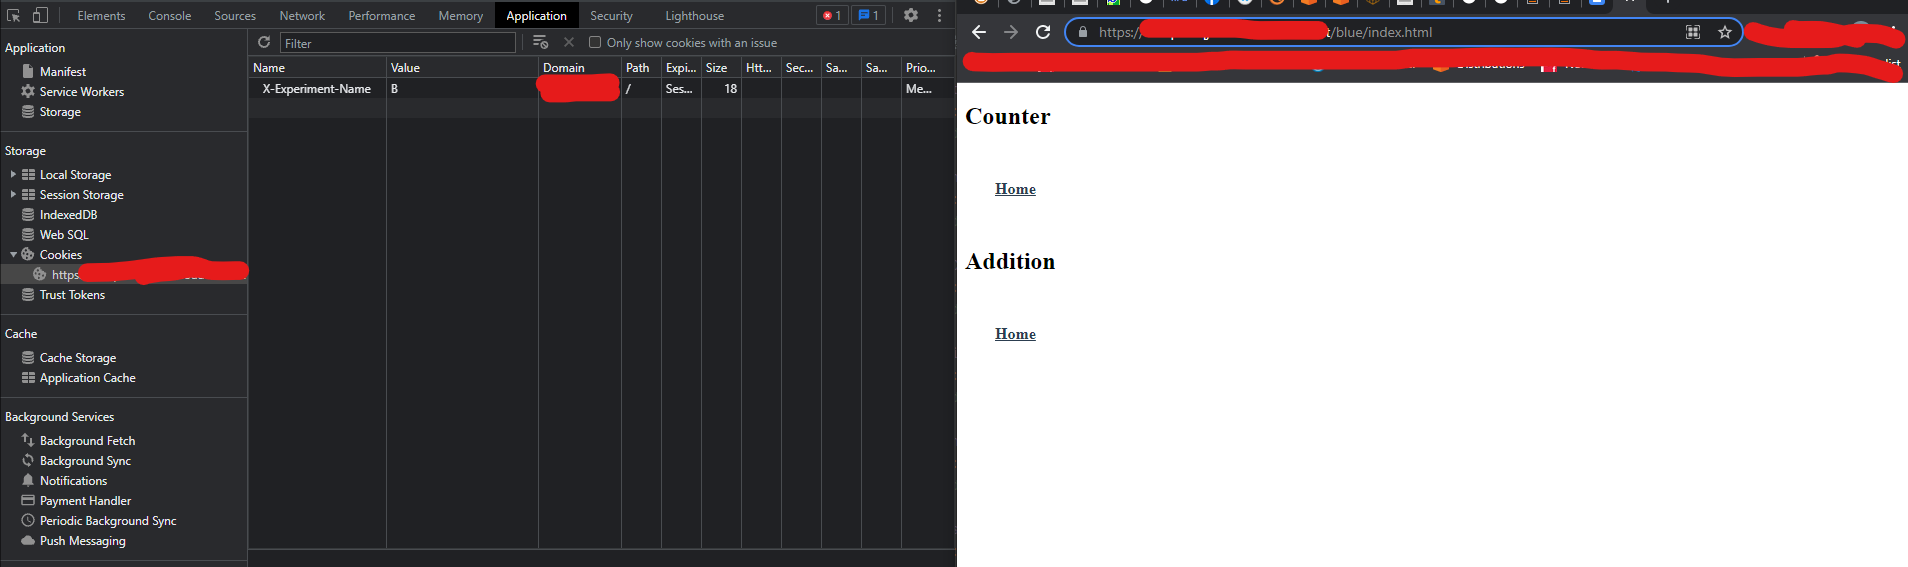 Elements Console Sources Network Performance Memory Application Security Lighthouse 1 1
Application
Manifest
Service Workers
Storage
Storage
Local Storage
Session Storage
IndexedDB
Web SQL
Cookies
https
Trust Tokens
Cache
Cache Storage
Application Cache
Background Services
Background Fetch
Background Sync
Notifications
Payment Handler
Periodic Background Sync
Push Messaging
Filter Only show cookies with an issue
Name Value Domain Path Expi... Size Htt... Sec... Sa... Sa... Prio...
X-Experiment-Name B / Ses... 18 Me...
https:// /blue/index.html
Counter
Home
Addition
Home